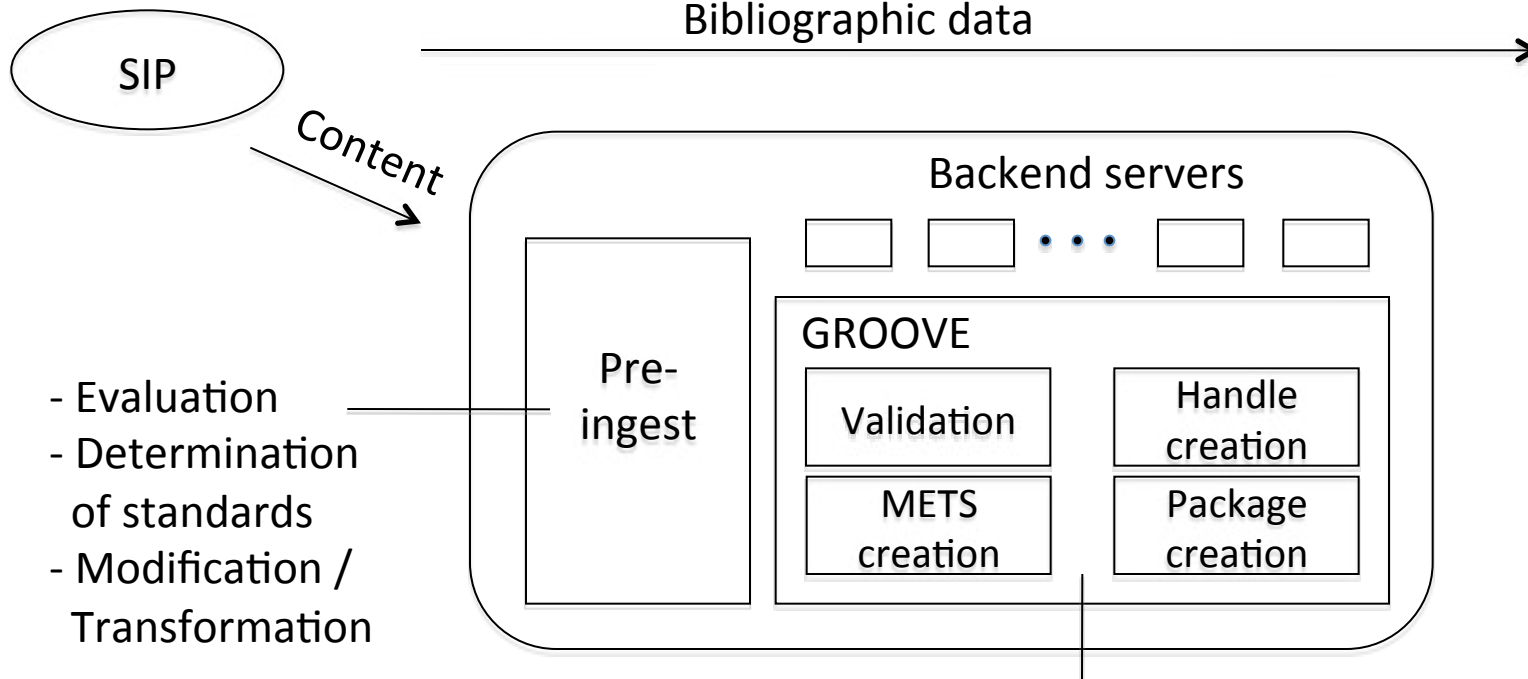 Bibliographic data
SIP
Content
Backend servers
GROOVE
Pre-
ingest
Validation
Handle
creation
METS
creation
Package
creation
- Evaluation
- Determination
of standards
- Modification /
Transformation